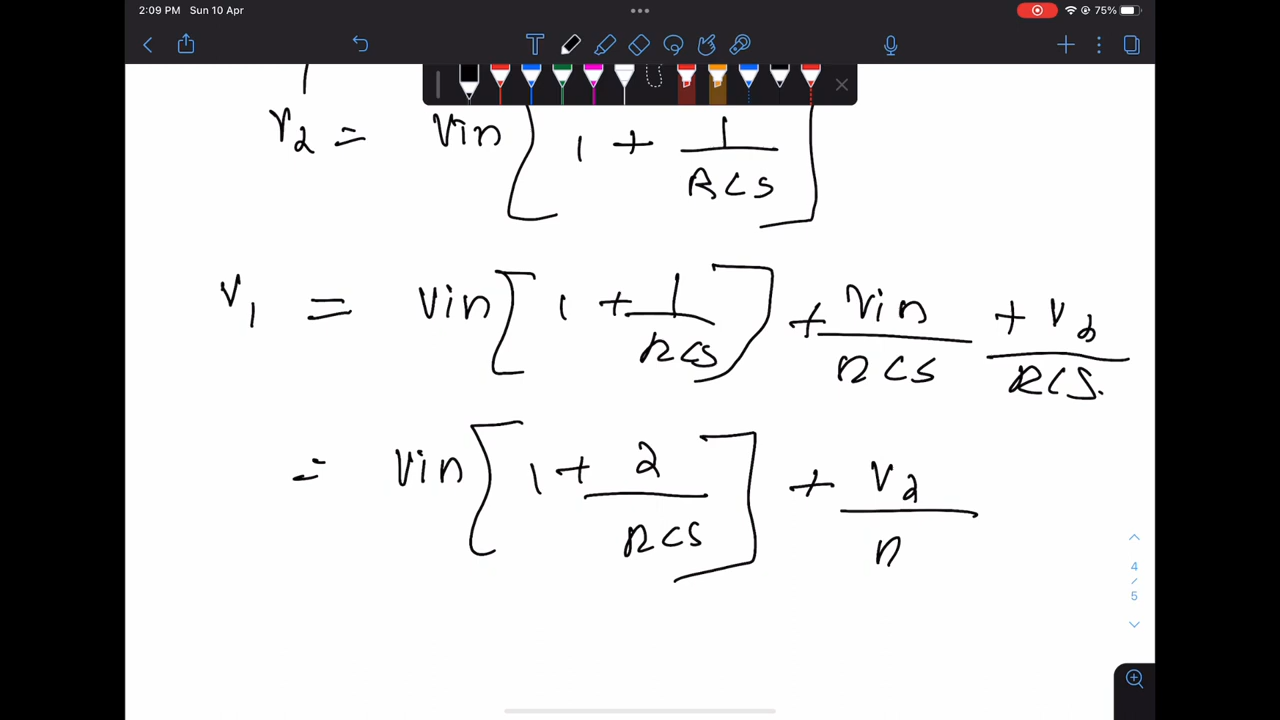 2:09 PM Sun 10 Apr
75%
V2 = Vin [ 1 + 1/RCS ]
V1 = Vin [ 1 + 1/RCS ] + Vin/RCS + V2/RCS.
= Vin [ 1 + 2/RCS ] + V2/R
4
/
5